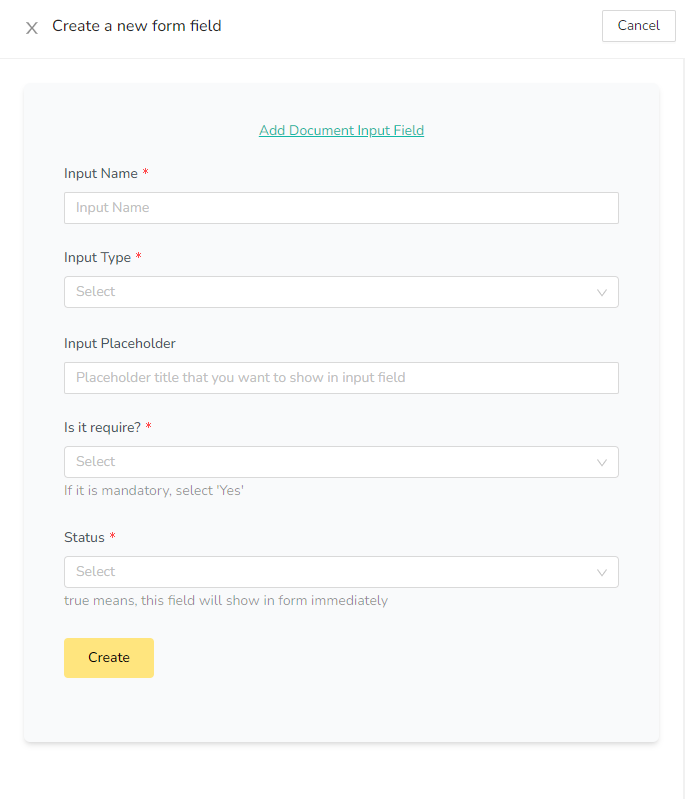 Create a new form field
Cancel
Add Document Input Field
Input Name *
Input Name
Input Type *
Select
Input Placeholder
Placeholder title that you want to show in input field
Is it require? *
Select
If it is mandatory, select 'Yes'
Status *
Select
true means, this field will show in form immediately
Create